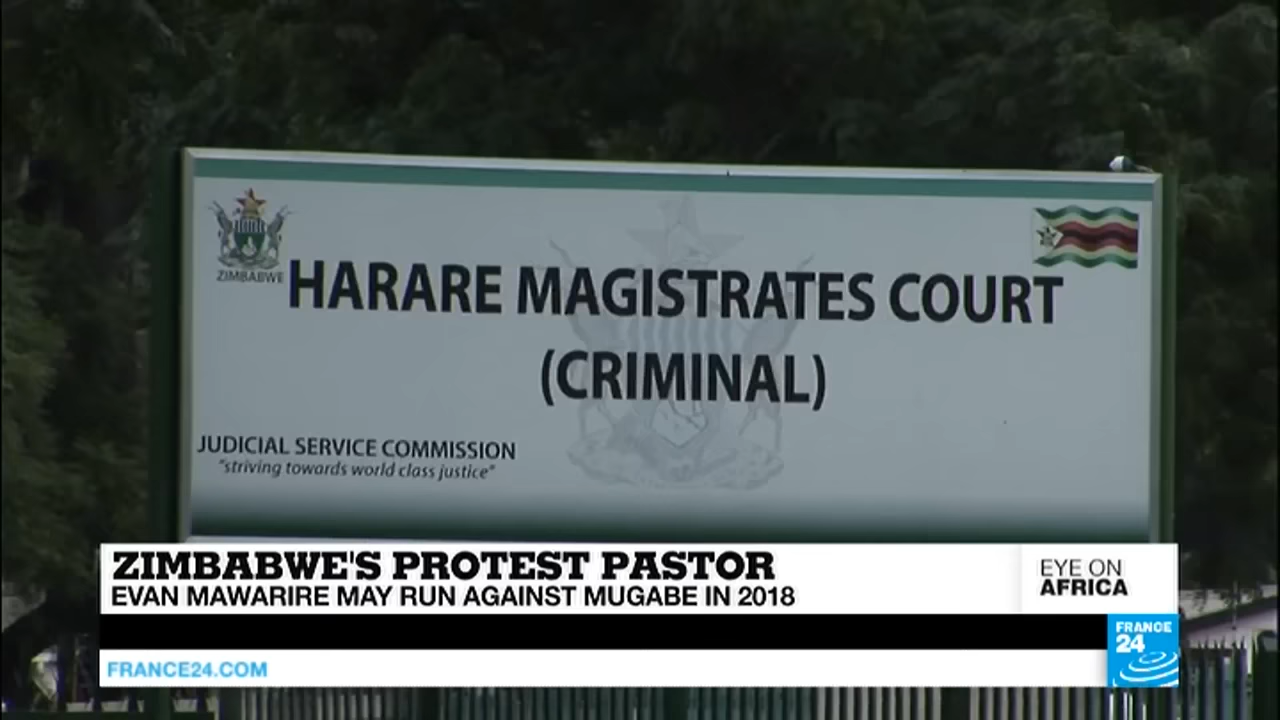 ZIMBABWE
HARARE MAGISTRATES COURT
(CRIMINAL)
JUDICIAL SERVICE COMMISSION
"striving towards world class justice"
ZIMBABWE'S PROTEST PASTOR
EVAN MAWARIRE MAY RUN AGAINST MUGABE IN 2018
EYE ON
AFRICA
FRANCE
24
FRANCE24.COM